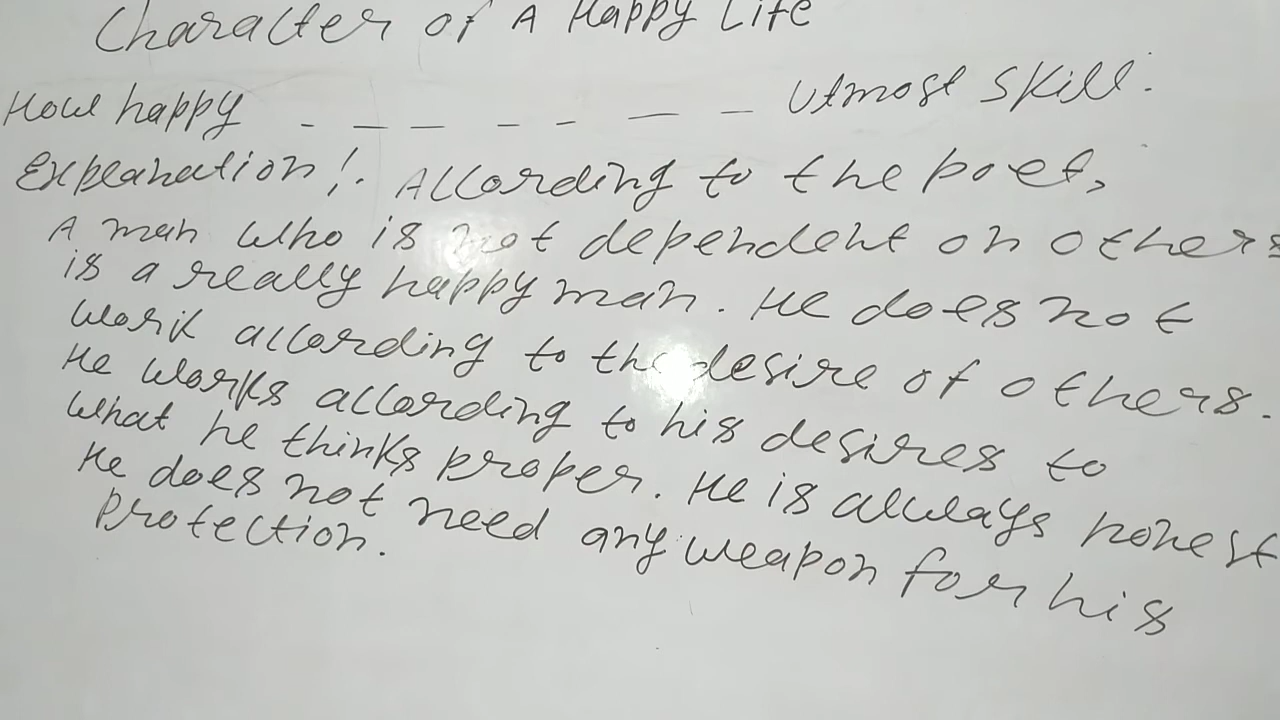 Character of A Happy Life
How happy _ _ _ _ _ _ _ Utmost Skill.
Explanation!. According to the poet,
A man who is not dependent on others
is a really happy man. He does not
work according to the desire of others.
He works according to his desires to
what he thinks proper. He is always honest
He does not need any weapon for his
Protection.